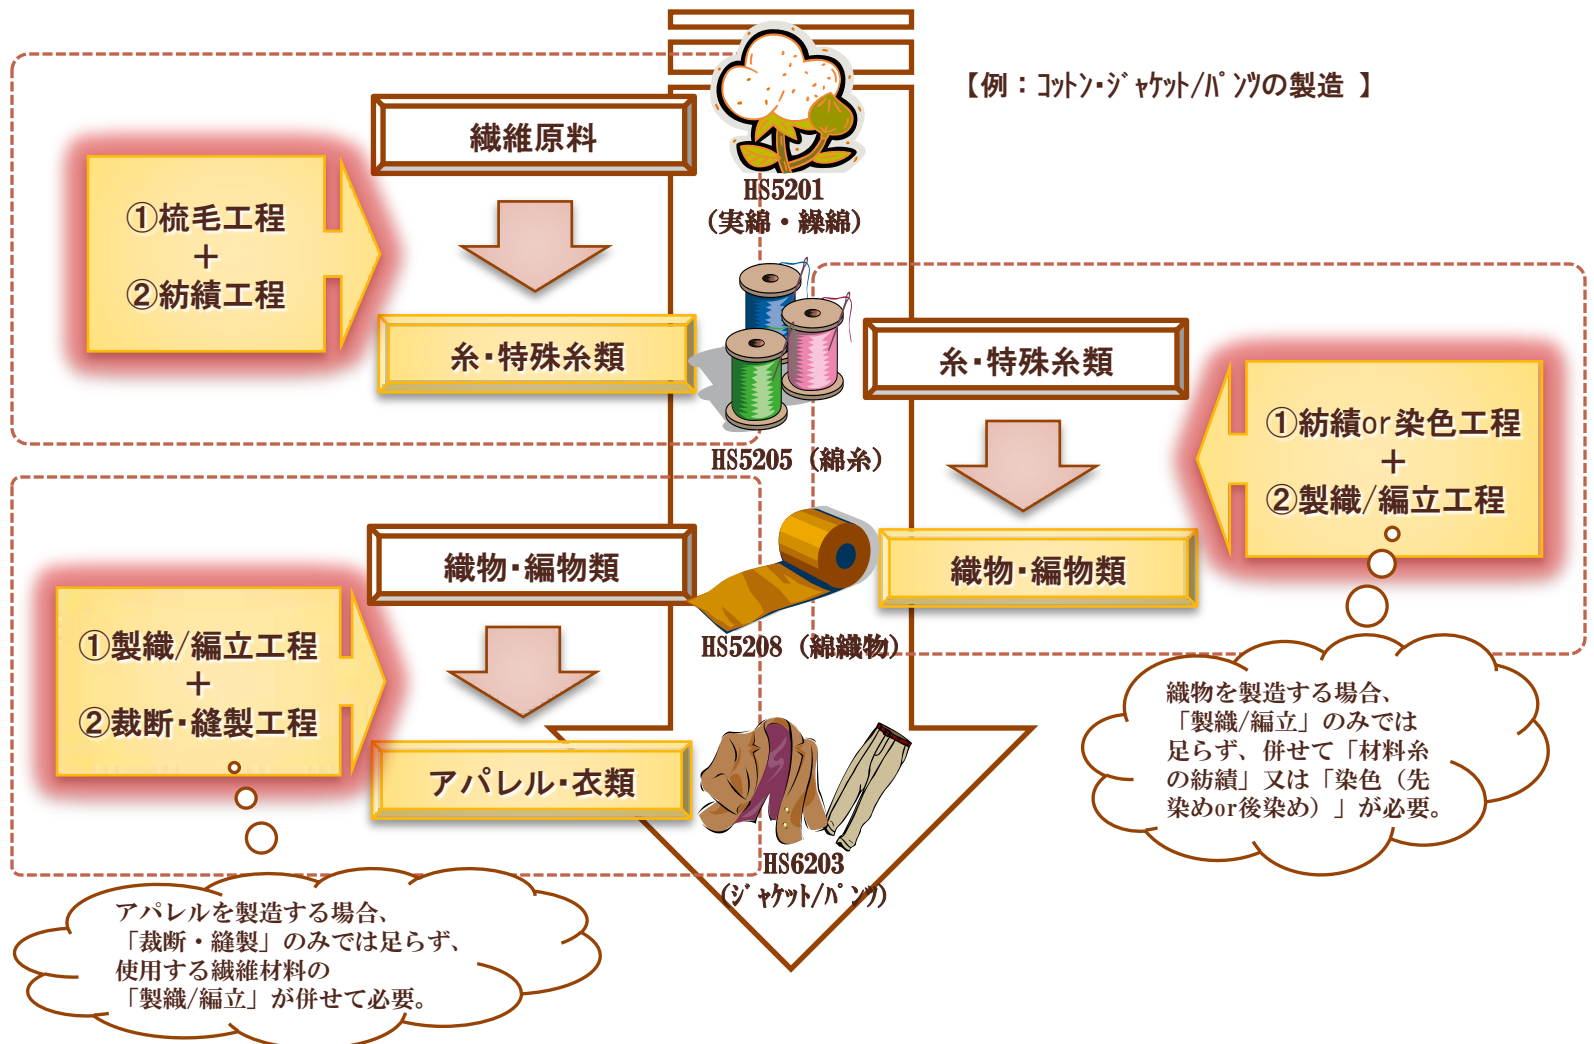 【例：ｺｯﾄﾝ・ｼﾞｬｹｯﾄ/ﾊﾟﾝﾂの製造 】
繊維原料
①梳毛工程
＋
②紡績工程
HS5201
（実綿・繰綿）
糸・特殊糸類
HS5205（綿糸）
糸・特殊糸類
①紡績or染色工程
＋
②製織/編立工程
織物・編物類
織物・編物類
HS5208（綿織物）
①製織/編立工程
＋
②裁断・縫製工程
アパレル・衣類
HS6203
（ｼﾞｬｹｯﾄ/ﾊﾟﾝﾂ）
織物を製造する場合、
「製織/編立」のみでは
足らず、併せて「材料糸
の紡績」又は「染色（先
染めor後染め）」が必要。
アパレルを製造する場合、
「裁断・縫製」のみでは足らず、
使用する繊維材料の
「製織/編立」が併せて必要。